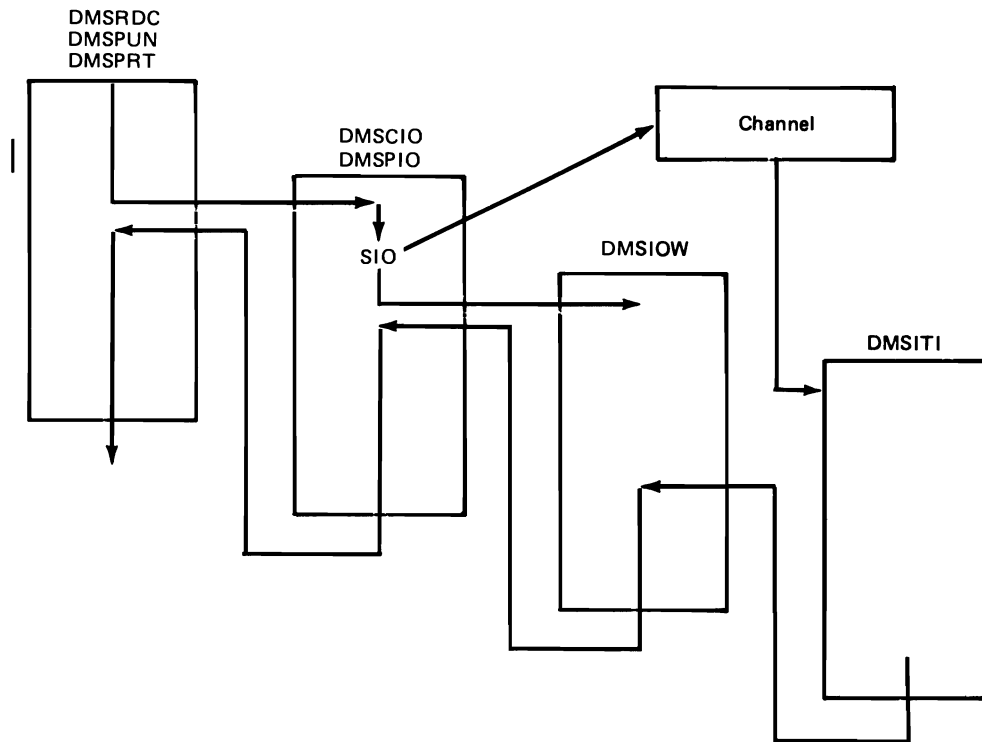 DMSRDC
DMSPUN
DMSPRT
Channel
DMSCIO
DMSPIO
SIO
DMSIOW
DMSITI